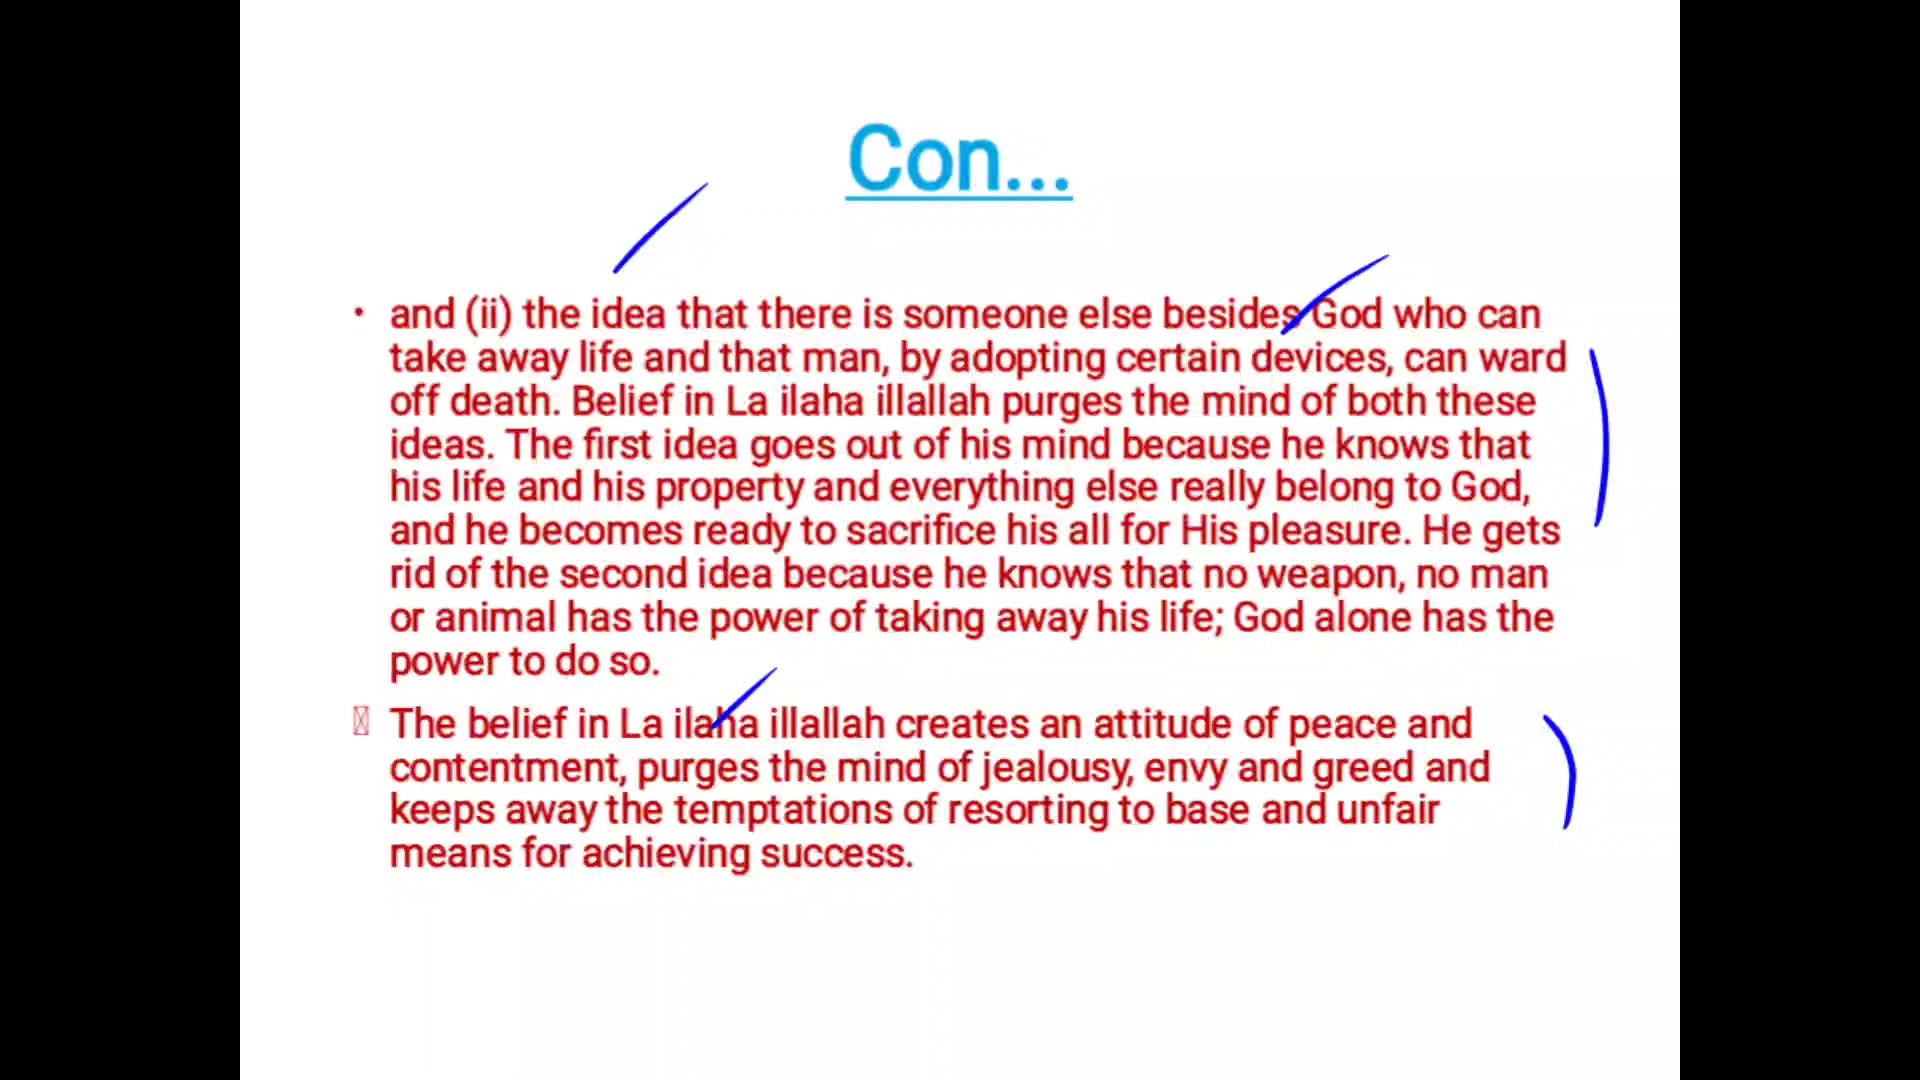 Con...
• and (ii) the idea that there is someone else besides God who can
take away life and that man, by adopting certain devices, can ward
off death. Belief in La ilaha illallah purges the mind of both these
ideas. The first idea goes out of his mind because he knows that
his life and his property and everything else really belong to God,
and he becomes ready to sacrifice his all for His pleasure. He gets
rid of the second idea because he knows that no weapon, no man
or animal has the power of taking away his life; God alone has the
power to do so.
The belief in La ilaha illallah creates an attitude of peace and
contentment, purges the mind of jealousy, envy and greed and
keeps away the temptations of resorting to base and unfair
means for achieving success.